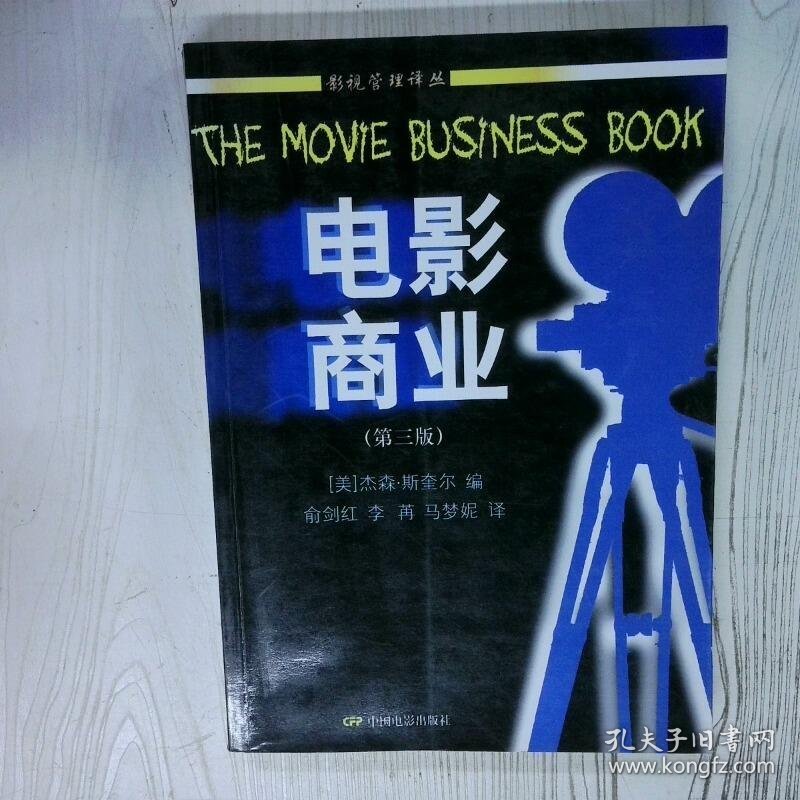 影视管理译丛
THE MOVIE BUSINESS BOOK
电影
商业
(第三版)
[美]杰森·斯奎尔 编
俞剑红 李 苒 马梦妮 译
CFP 中国电影出版社
孔夫子旧书网
www.kongfz.com